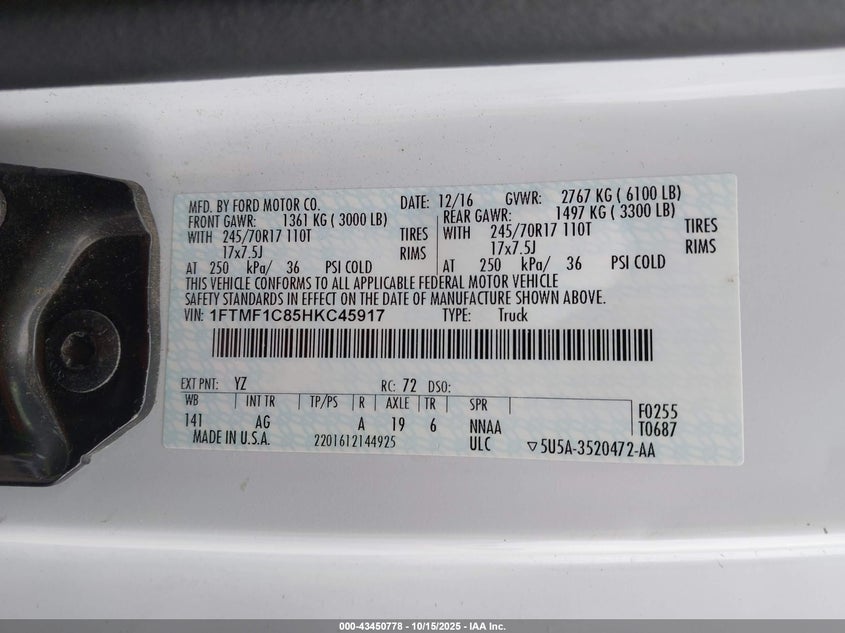 MFD. BY FORD MOTOR CO. DATE: 12/16 GVWR: 2767 KG ( 6100 LB)
FRONT GAWR: 1361 KG ( 3000 LB) REAR GAWR: 1497 KG ( 3300 LB)
WITH 245/70R17 110T TIRES WITH 245/70R17 110T TIRES
17x7.5J RIMS 17x7.5J RIMS
AT 250 kPa/ 36 PSI COLD AT 250 kPa/ 36 PSI COLD
THIS VEHICLE CONFORMS TO ALL APPLICABLE FEDERAL MOTOR VEHICLE
SAFETY STANDARDS IN EFFECT ON THE DATE OF MANUFACTURE SHOWN ABOVE.
VIN: 1FTMF1C85HKC45917 TYPE: Truck
EXT PNT: YZ RC: 72 DSO:
WB INT TR TP/PS R AXLE TR SPR F0255
141 AG A 19 6 NNAA T0687
MADE IN U.S.A. 2201612144925 ULC ▽5U5A-3520472-AA
000-43450778 - 10/15/2025 - IAA Inc.